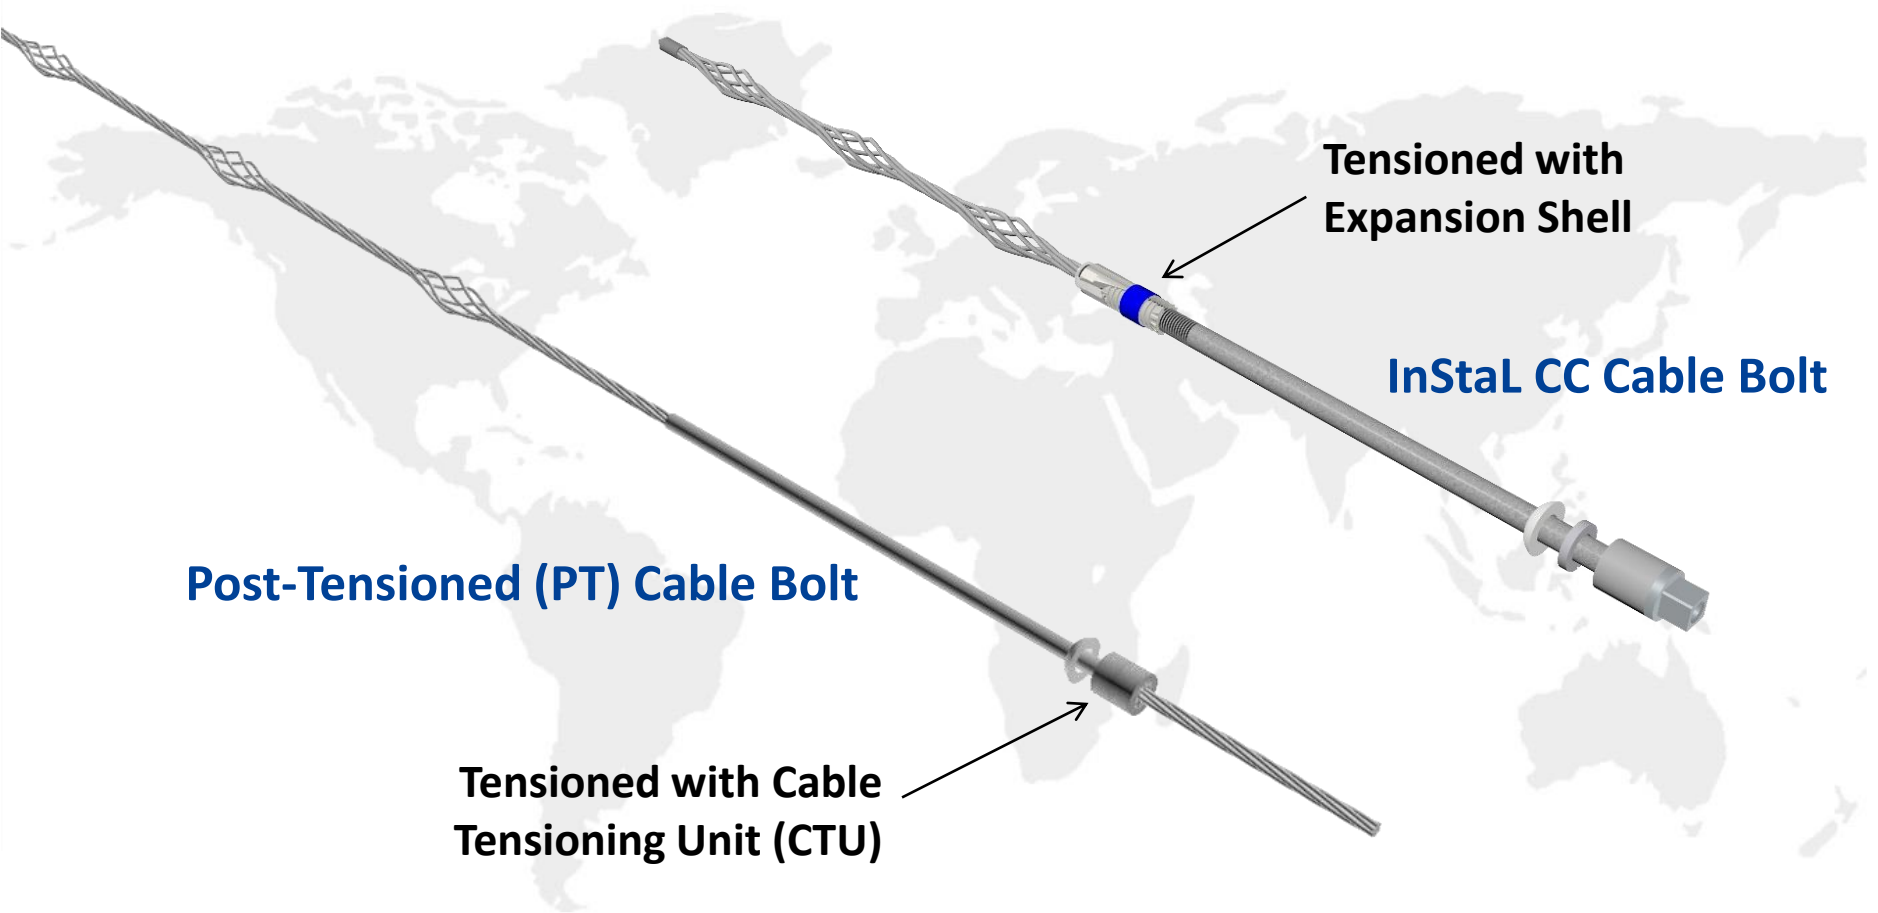 Tensioned with
Expansion Shell
InStaL CC Cable Bolt
Post-Tensioned (PT) Cable Bolt
Tensioned with Cable
Tensioning Unit (CTU)